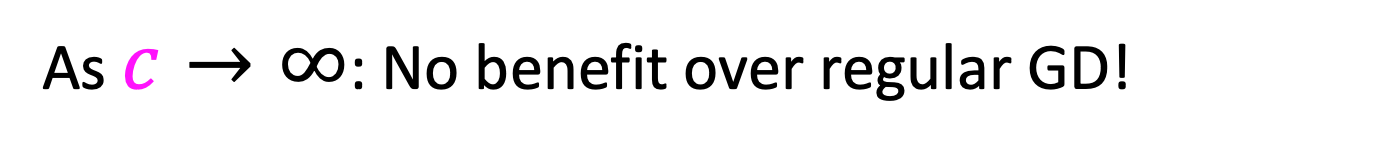 As c → ∞: No benefit over regular GD!